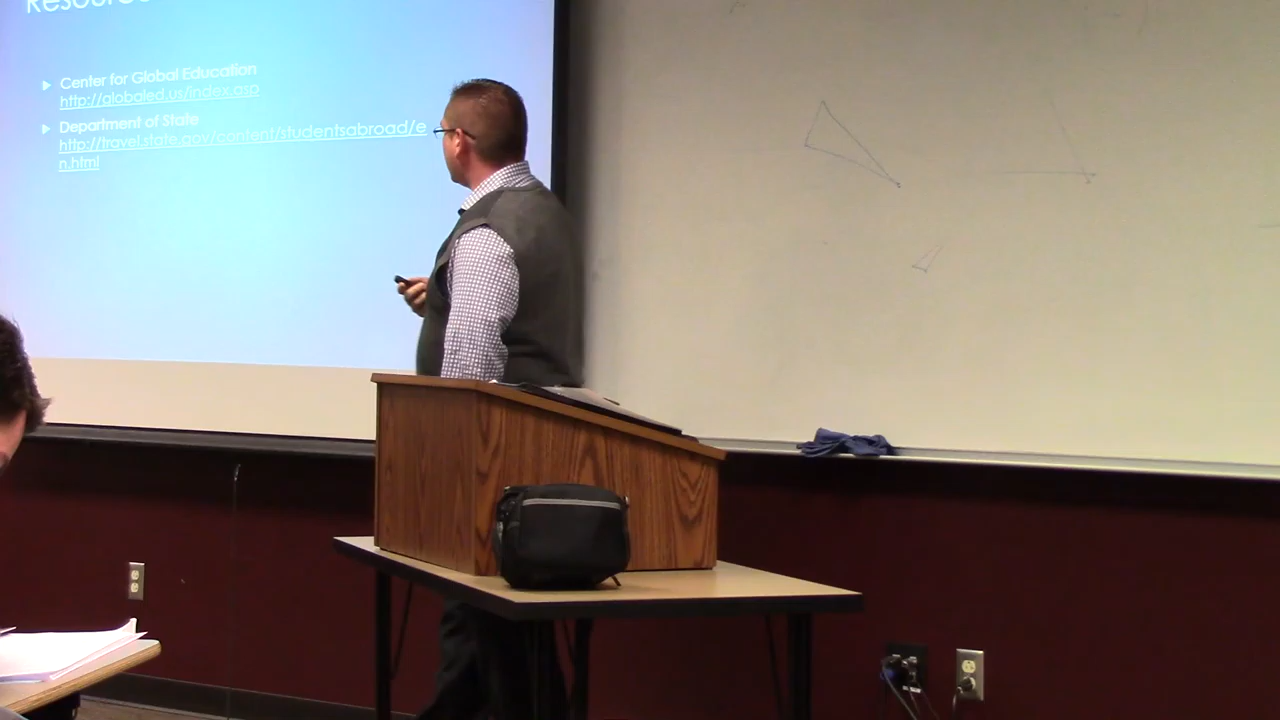 Resources
Center for Global Education
http://globaled.us/index.asp
Department of State
http://travel.state.gov/content/studentsabroad/e
n.html